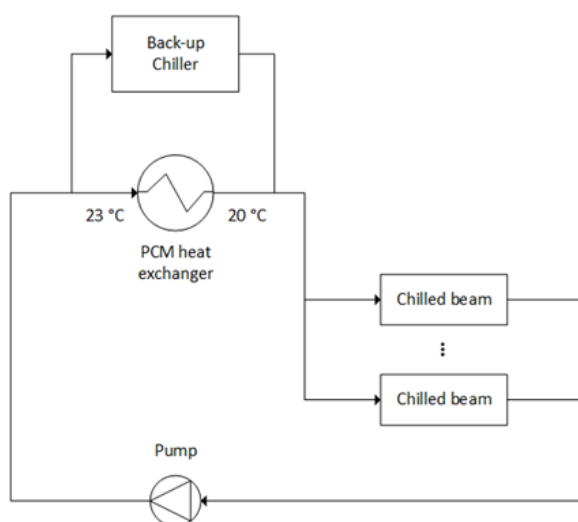 Back-up
Chiller
23 °C
20 °C
PCM heat
exchanger
Chilled beam
Chilled beam
Pump